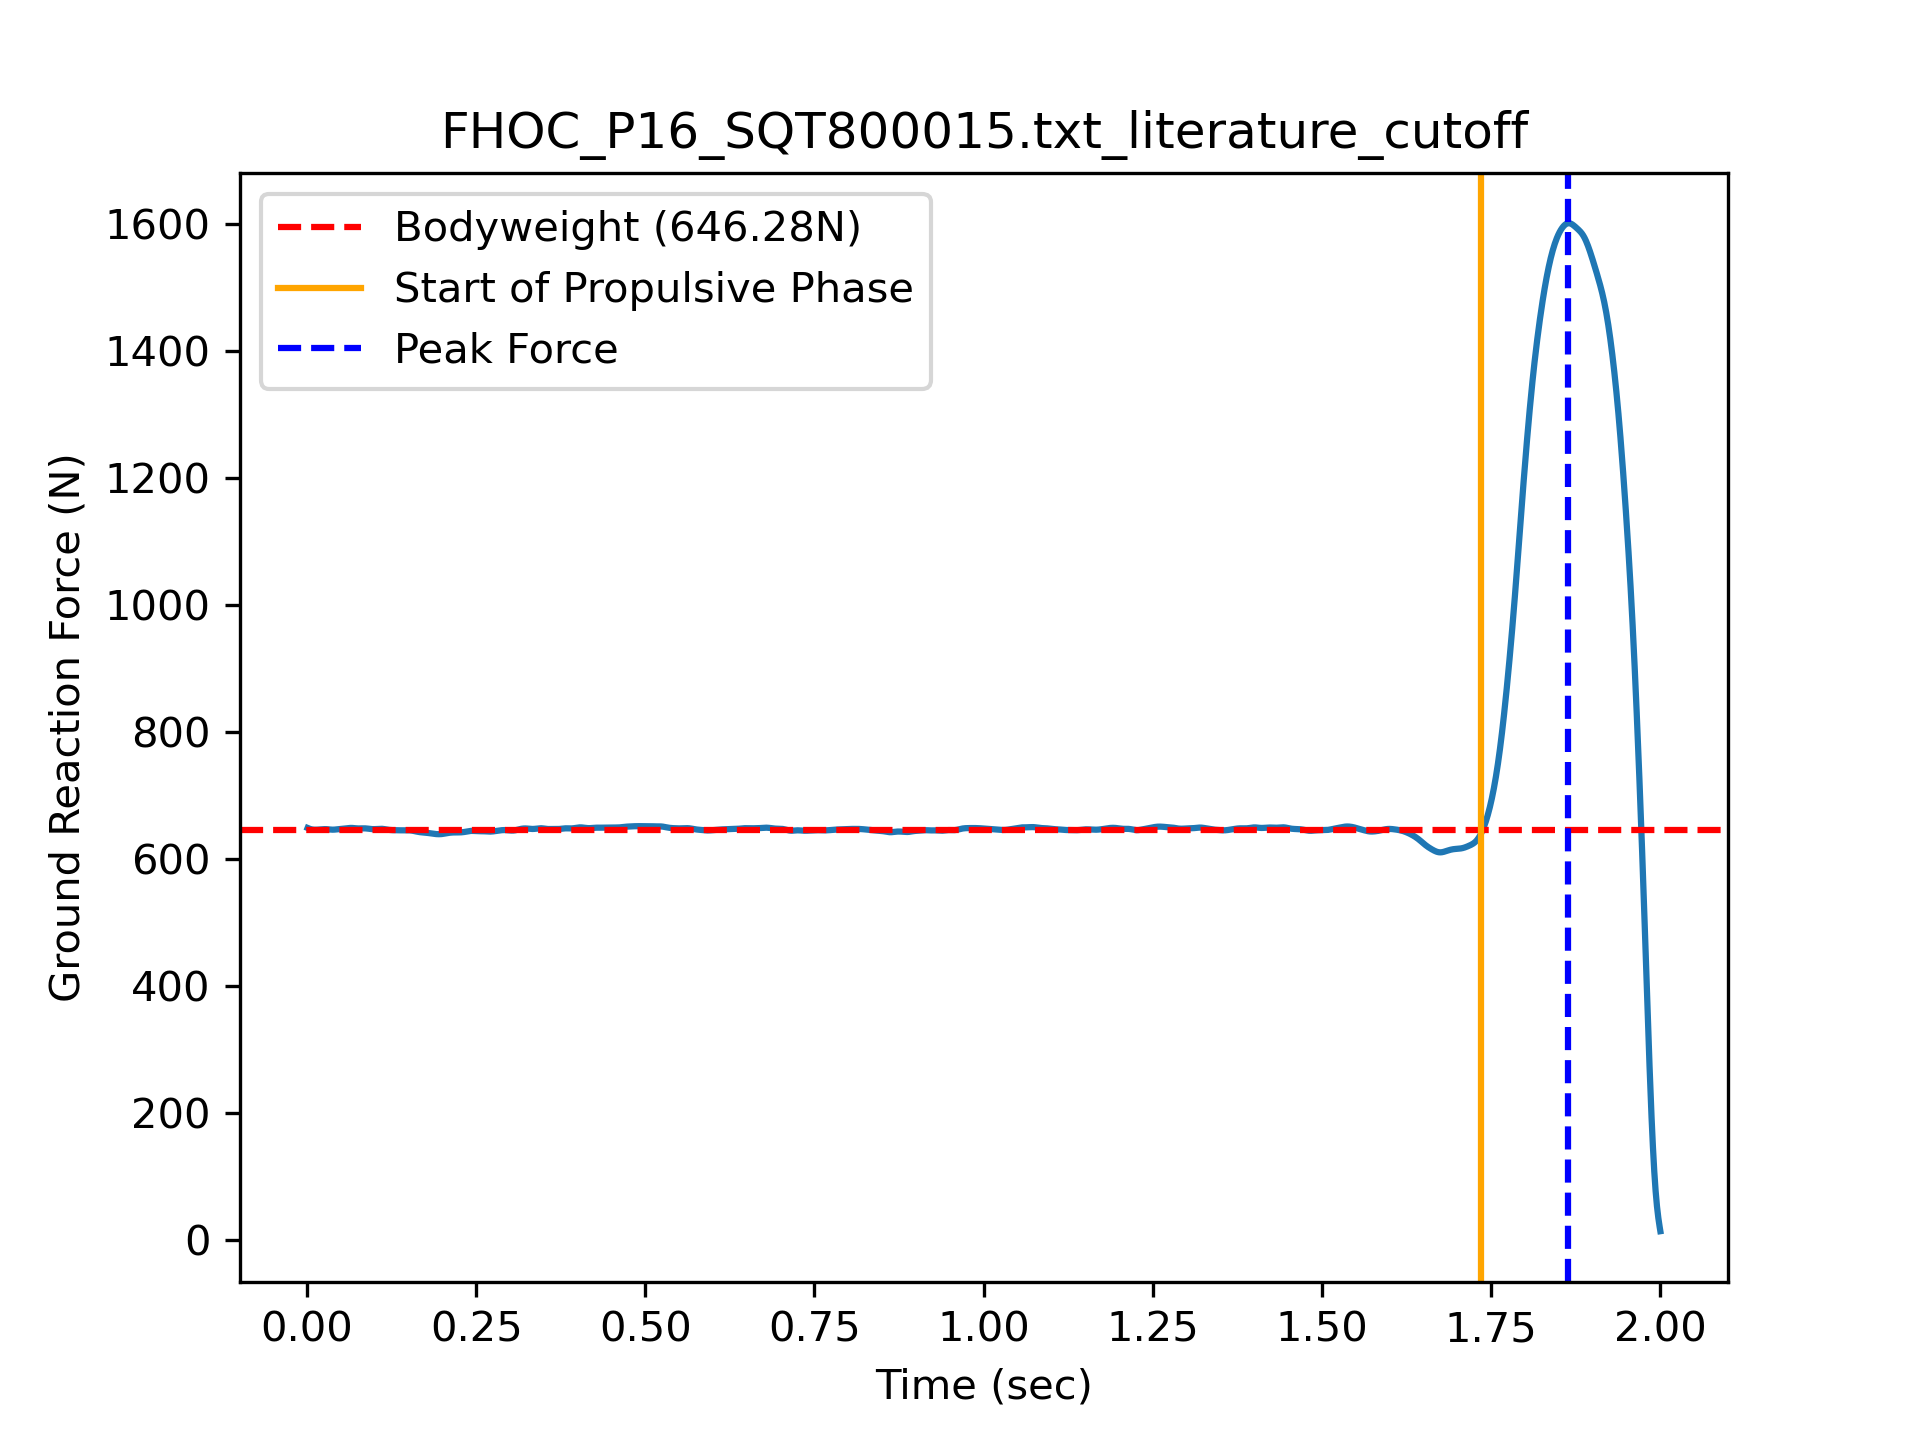 FHOC_P16_SQT800015.txt_literature_cutoff
Bodyweight (646.28N)
Start of Propulsive Phase
Peak Force
Ground Reaction Force (N)
1600
1400
1200
1000
800
600
400
200
0
0.00 0.25 0.50 0.75 1.00 1.25 1.50 1.75 2.00
Time (sec)